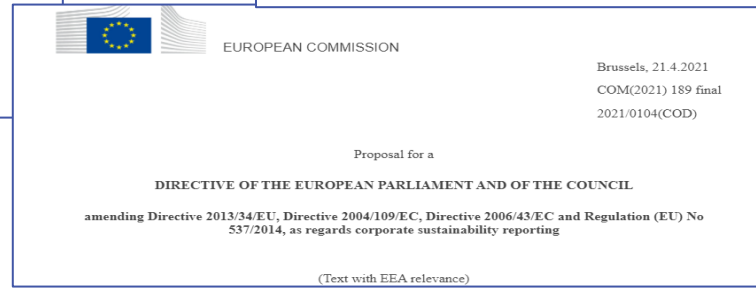 EUROPEAN COMMISSION
Brussels, 21.4.2021
COM(2021) 189 final
2021/0104(COD)
Proposal for a
DIRECTIVE OF THE EUROPEAN PARLIAMENT AND OF THE COUNCIL
amending Directive 2013/34/EU, Directive 2004/109/EC, Directive 2006/43/EC and Regulation (EU) No
537/2014, as regards corporate sustainability reporting
(Text with EEA relevance)